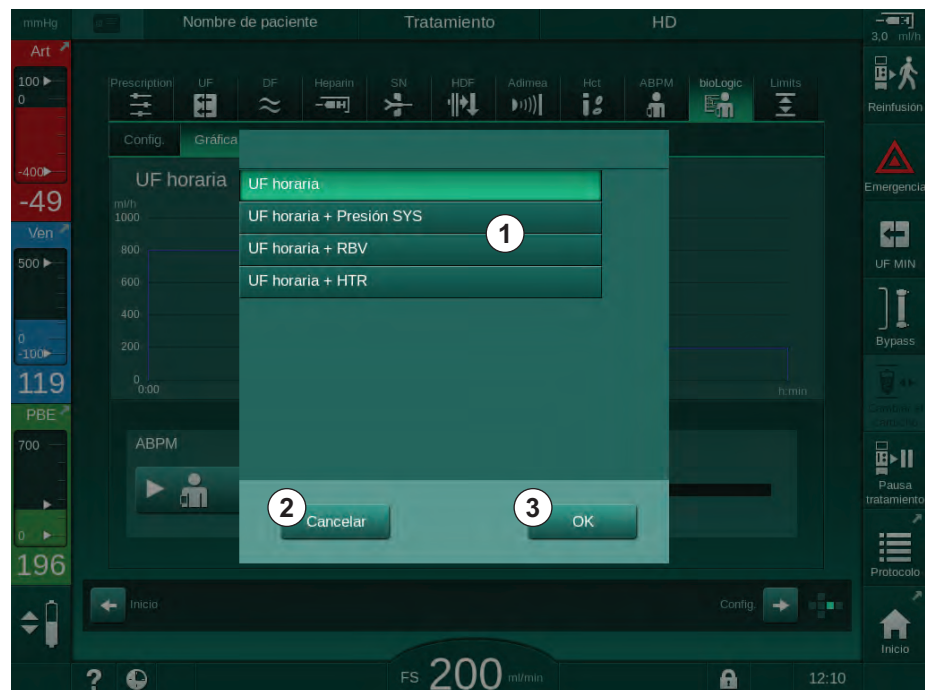 mmHg
Nombre de paciente
Tratamiento
HD
3,0 ml/h
Art
100
0
-400
-49
Ven
500
0
-100
119
PBE
700
0
196
Prescription
UF
DF
Heparin
SN
HDF
Adimea
Hct
ABPM
bioLogic
Limits
Config.
Gráfica
UF horaria
ml/h
1000
800
600
400
200
0
0:00
h:min
UF horaria
UF horaria + Presión SYS
UF horaria + RBV
UF horaria + HTR
1
ABPM
2
Cancelar
3
OK
Inicio
Config.
Reinfusión
Emergencia
UF MIN
Bypass
Pausa
tratamiento
Protocolo
Inicio
?
FS 200 ml/min
12:10